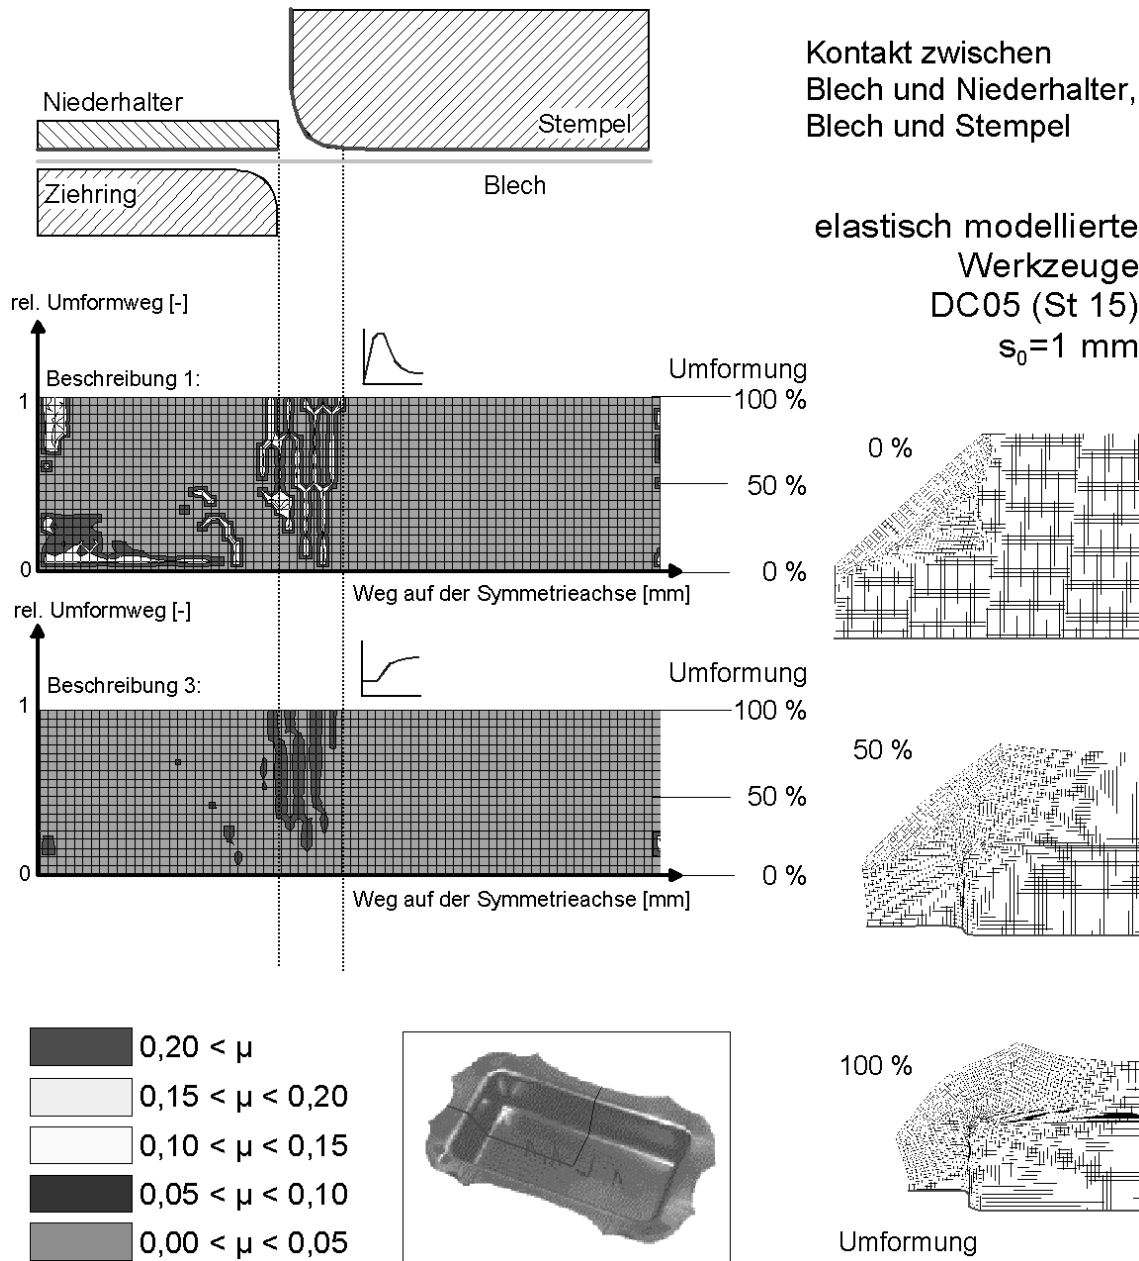 Niederhalter
Stempel
Blech
Ziehring
Kontakt zwischen
Blech und Niederhalter,
Blech und Stempel
elastisch modellierte
Werkzeuge
DC05 (St 15)
s₀=1 mm
rel. Umformweg [-]
Beschreibung 1:
1
0
Umformung
100 %
50 %
0 %
Weg auf der Symmetrieachse [mm]
rel. Umformweg [-]
Beschreibung 3:
1
0
Umformung
100 %
50 %
0 %
Weg auf der Symmetrieachse [mm]
0 %
50 %
100 %
Umformung
0,20 < µ
0,15 < µ < 0,20
0,10 < µ < 0,15
0,05 < µ < 0,10
0,00 < µ < 0,05